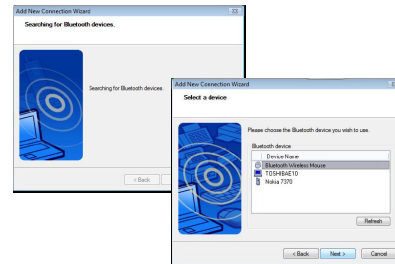 Add New Connection Wizard
Searching for Bluetooth devices.
Searching for Bluetooth devices.
< Back
Add New Connection Wizard
Select a device
Please choose the Bluetooth device you wish to use.
Bluetooth device
Device Name
Bluetooth Wireless Mouse
TOSHIBAE10
Nokia 7370
Refresh
< Back
Next >
Cancel